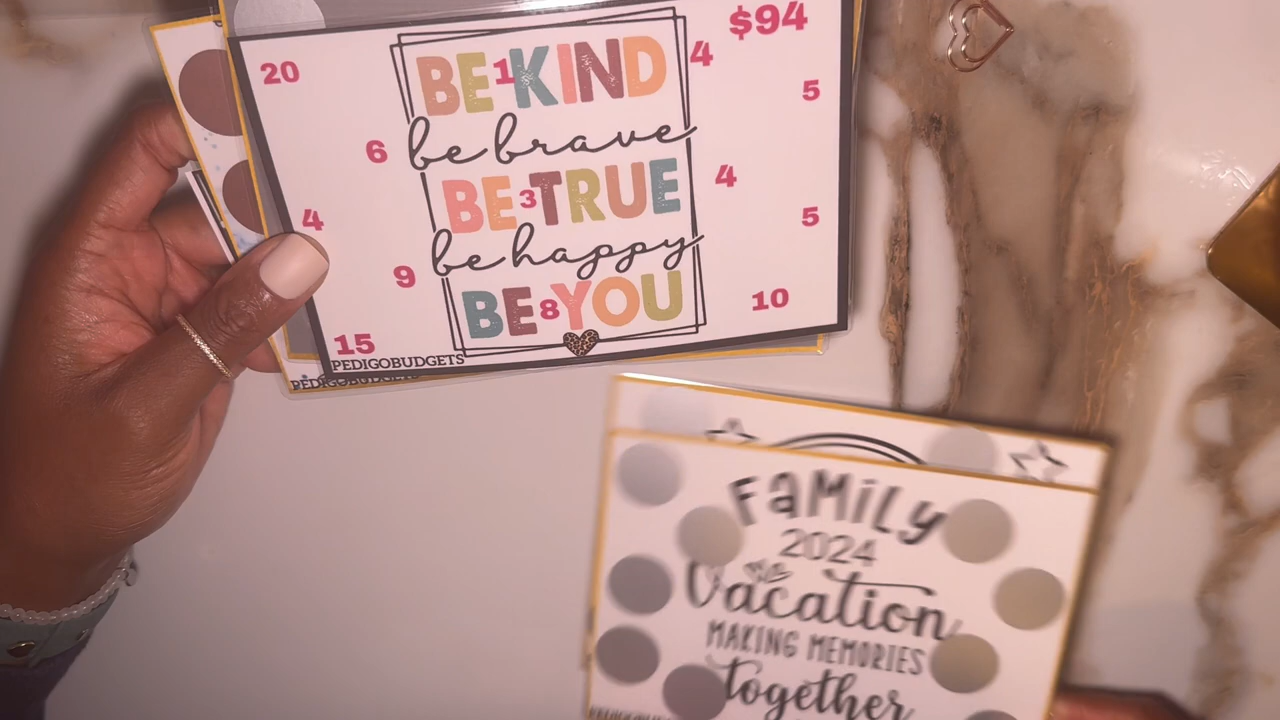 $94
20
1
4
BE KIND
5
be brave
6
4
BE TRUE
3
4
5
be happy
9
BE YOU
8
10
15
PEDIGOBUDGETS
PEDIGOBUDGETS
FAMILY
2024
Vacation
MAKING MEMORIES
together